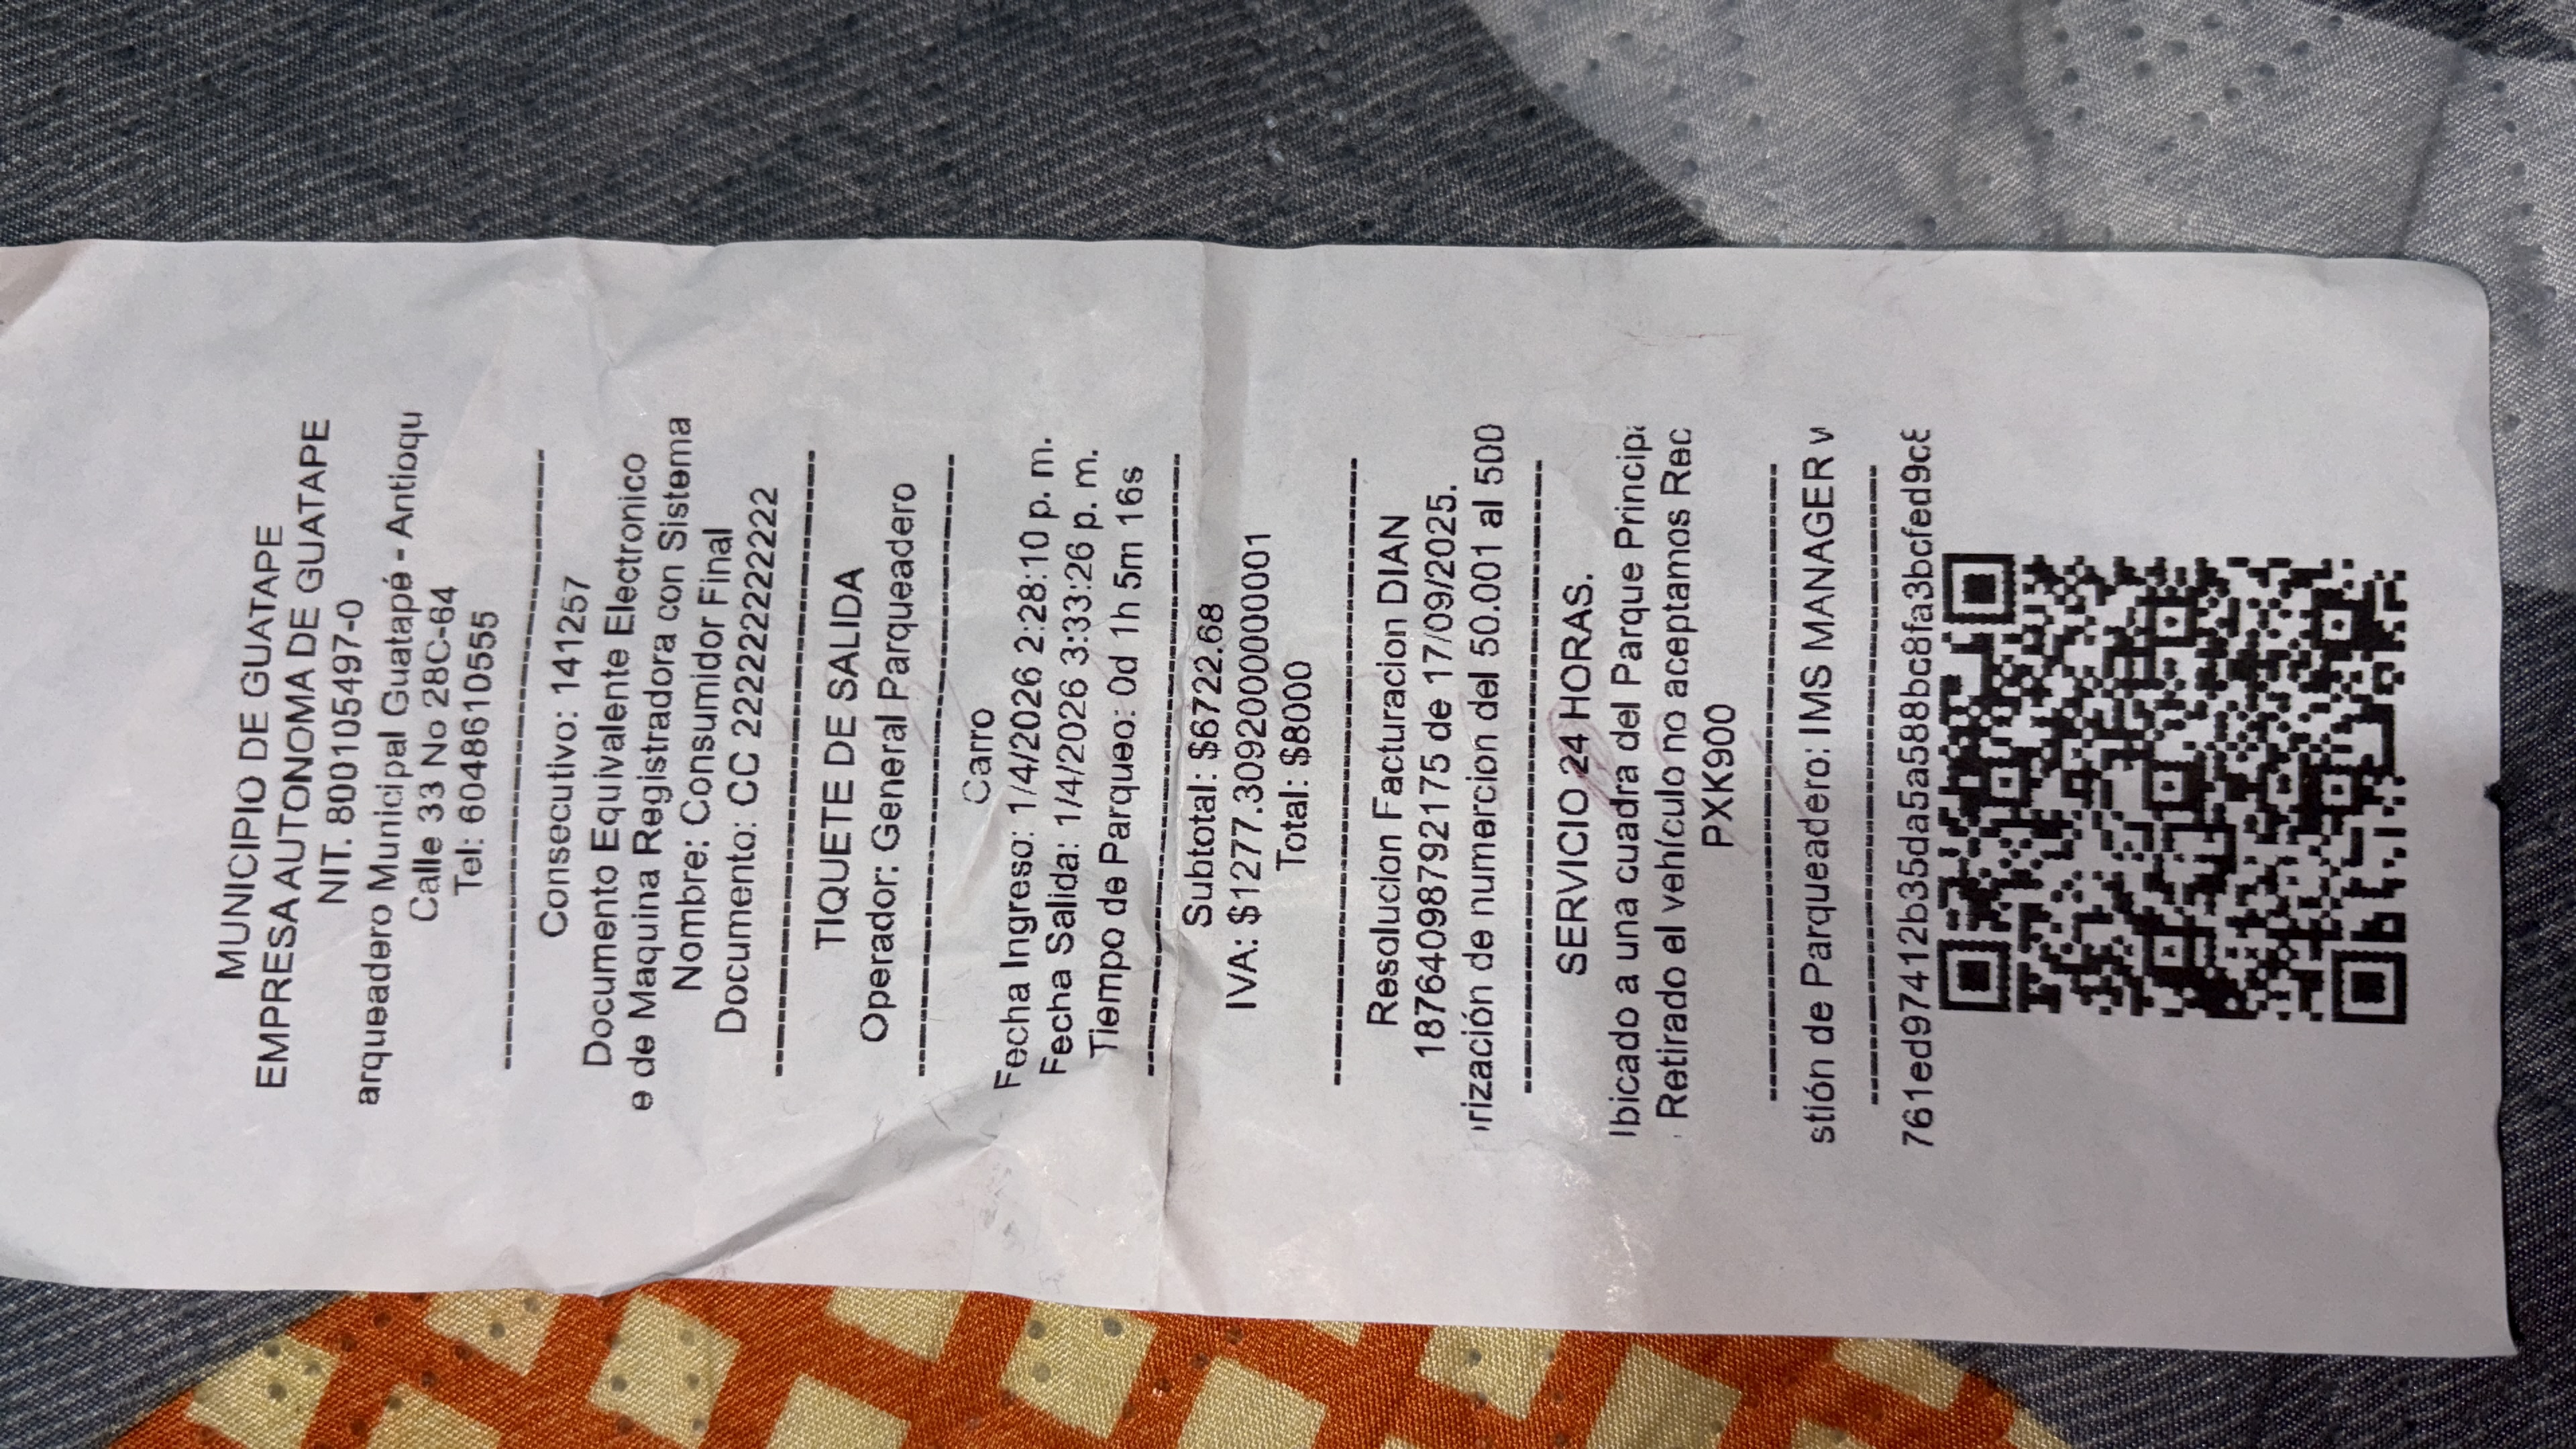 MUNICIPIO DE GUATAPE
EMPRESA AUTONOMA DE GUATAPE
NIT. 800105497-0
arqueadero Municipal Guatapé - Antioqu
Calle 33 No 28C-64
Tel: 6048610555
Consecutivo: 141257
Documento Equivalente Electronico
e de Maquina Registradora con Sistema
Nombre: Consumidor Final
Documento: CC 222222222222
TIQUETE DE SALIDA
Operador: General Parqueadero
Carro
Fecha Ingreso: 1/4/2026 2:28:10 p. m.
Fecha Salida: 1/4/2026 3:33:26 p. m.
Tiempo de Parqueo: 0d 1h 5m 16s
Subtotal: $6722.68
IVA: $1277.3092000000001
Total: $8000
Resolucion Facturacion DIAN
18764098792175 de 17/09/2025.
rización de numercion del 50.001 al 500
SERVICIO 24 HORAS.
bicado a una cuadra del Parque Princip
Retirado el vehículo no aceptamos Rec
PXK900
stión de Parqueadero: IMS MANAGER
761ed97412b35da5a588bc8fa3bcfed9c